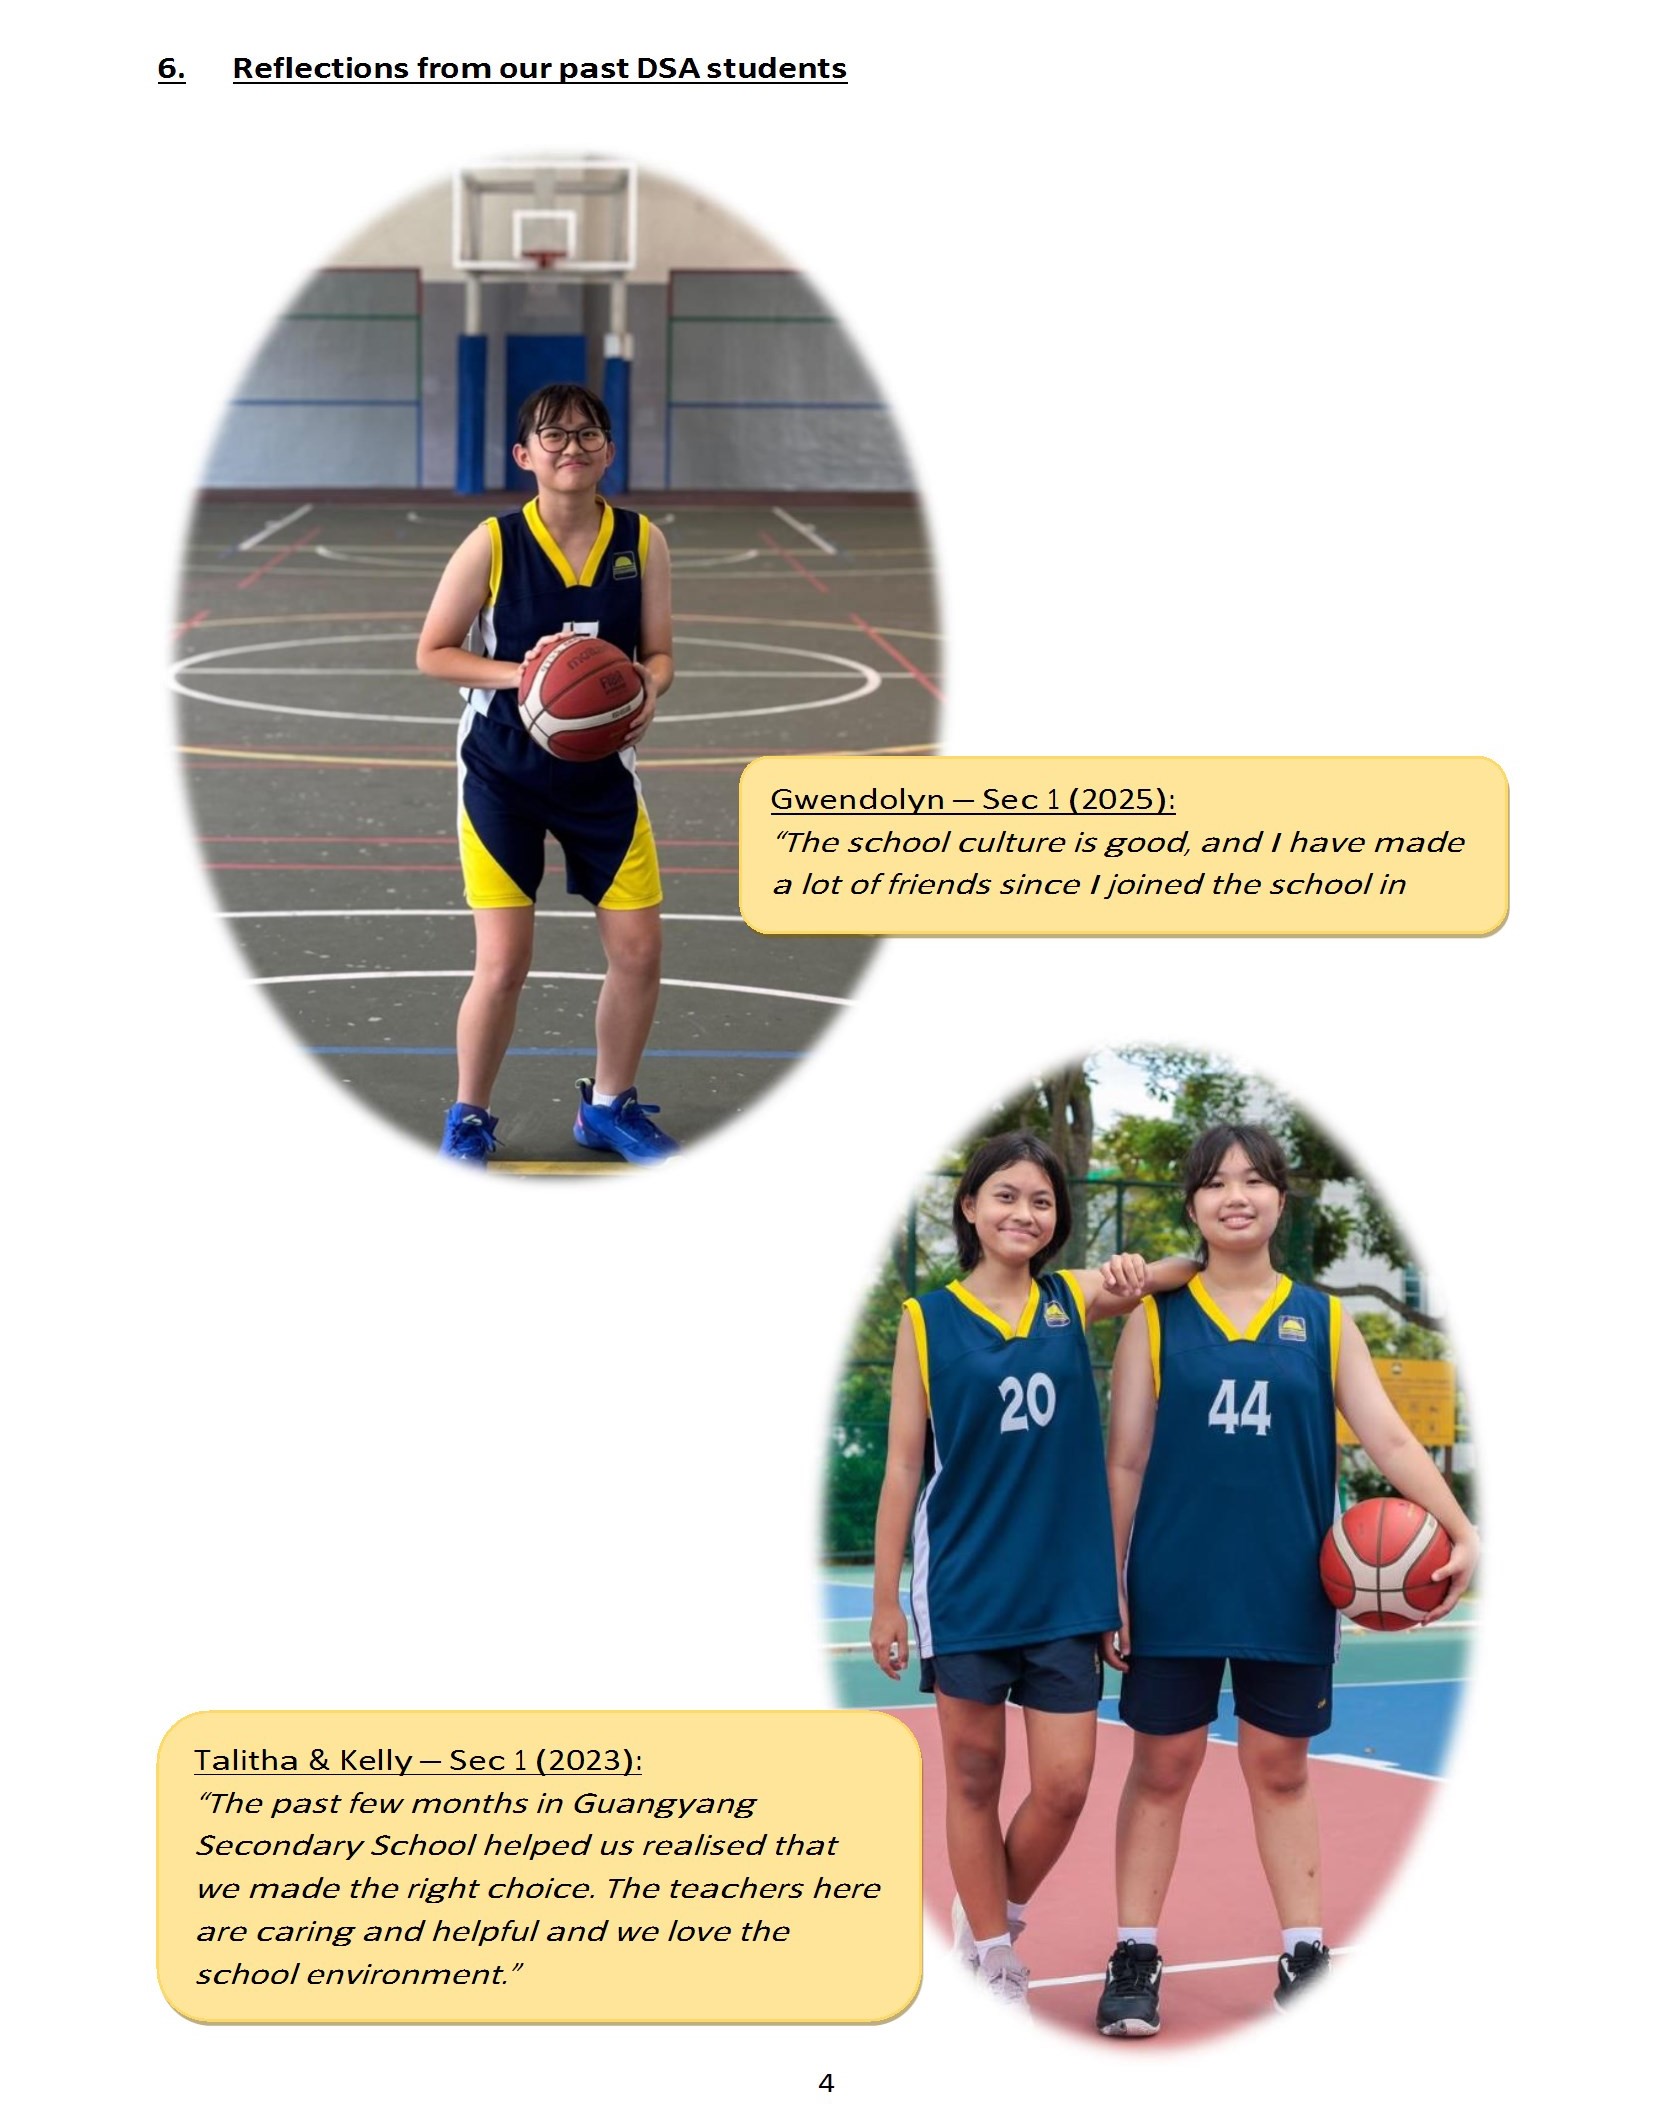 6. Reflections from our past DSA students
Gwendolyn – Sec 1 (2025):
“The school culture is good, and I have made
a lot of friends since I joined the school in
20
44
Talitha & Kelly – Sec 1 (2023):
“The past few months in Guangyang
Secondary School helped us realised that
we made the right choice. The teachers here
are caring and helpful and we love the
school environment.”
4